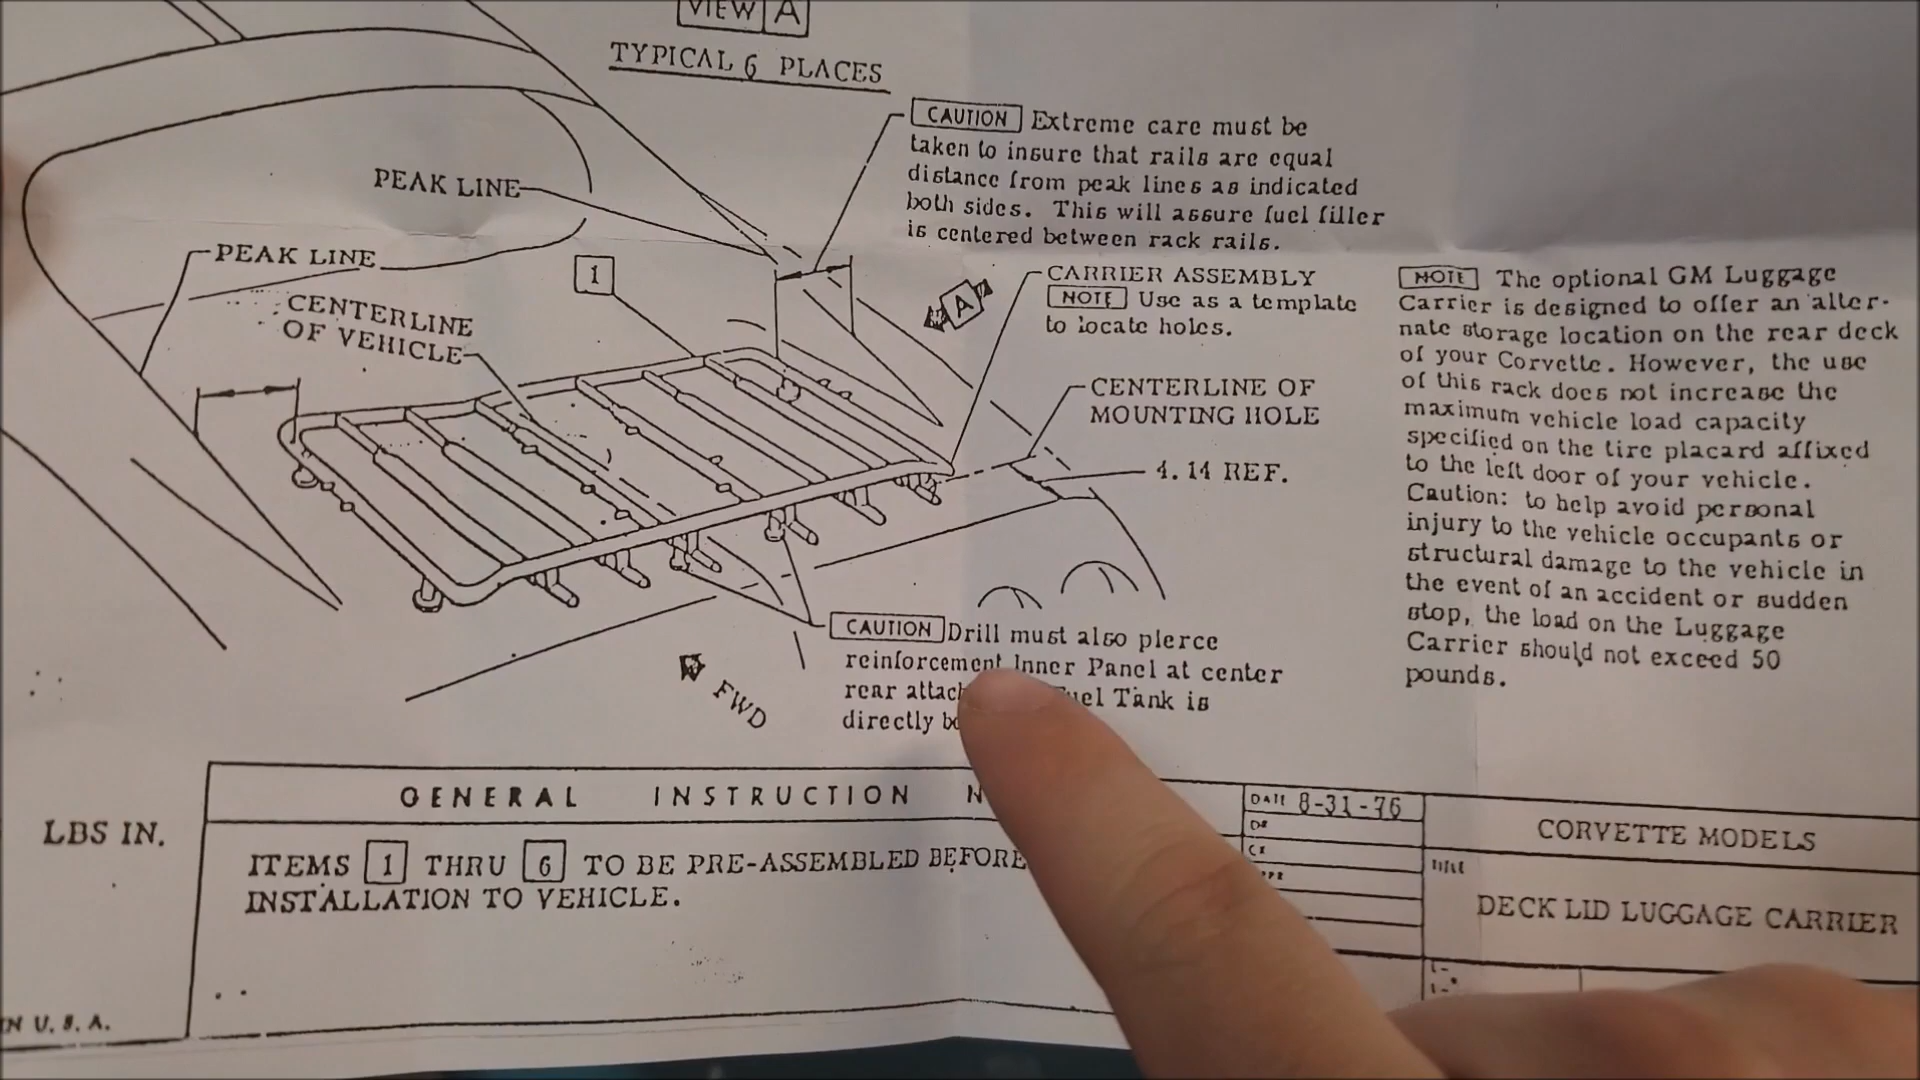 VIEW A
TYPICAL 6 PLACES
CAUTION Extreme care must be
taken to insure that rails are equal
distance from peak lines as indicated
both sides. This will assure fuel filler
is centered between rack rails.
PEAK LINE
PEAK LINE
1
CENTERLINE
OF VEHICLE
A
CARRIER ASSEMBLY
NOTE Use as a template
to locate holes.
CENTERLINE OF
MOUNTING HOLE
4.14 REF.
NOTE The optional GM Luggage
Carrier is designed to offer an alter-
nate storage location on the rear deck
of your Corvette. However, the use
of this rack does not increase the
maximum vehicle load capacity
specified on the tire placard affixed
to the left door of your vehicle.
Caution: to help avoid personal
injury to the vehicle occupants or
structural damage to the vehicle in
the event of an accident or sudden
stop, the load on the Luggage
Carrier should not exceed 50
pounds.
CAUTION Drill must also pierce
reinforcement Inner Panel at center
rear Tank is
directly
FWD
LBS IN.
GENERAL INSTRUCTION
ITEMS 1 THRU 6 TO BE PRE-ASSEMBLED BEFORE
INSTALLATION TO VEHICLE.
DATE 8-31-76
DR
CK
CORVETTE MODELS
TITLE
DECK LID LUGGAGE CARRIER
IN U.S.A.